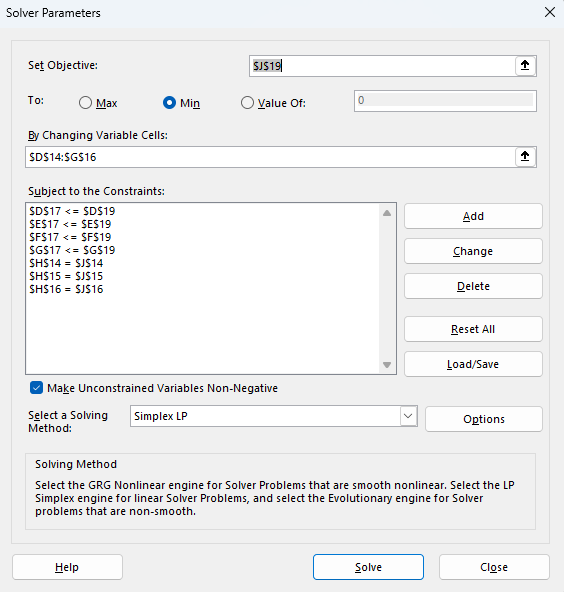 Solver Parameters
Set Objective:
$J$19
To:
Max
Min
Value Of:
0
By Changing Variable Cells:
$D$14:$G$16
Subject to the Constraints:
$D$17 <= $D$19
$E$17 <= $E$19
$F$17 <= $F$19
$G$17 <= $G$19
$H$14 = $J$14
$H$15 = $J$15
$H$16 = $J$16
Add
Change
Delete
Reset All
Load/Save
Make Unconstrained Variables Non-Negative
Select a Solving
Method:
Simplex LP
Options
Solving Method
Select the GRG Nonlinear engine for Solver Problems that are smooth nonlinear. Select the LP
Simplex engine for linear Solver Problems, and select the Evolutionary engine for Solver
problems that are non-smooth.
Help
Solve
Close